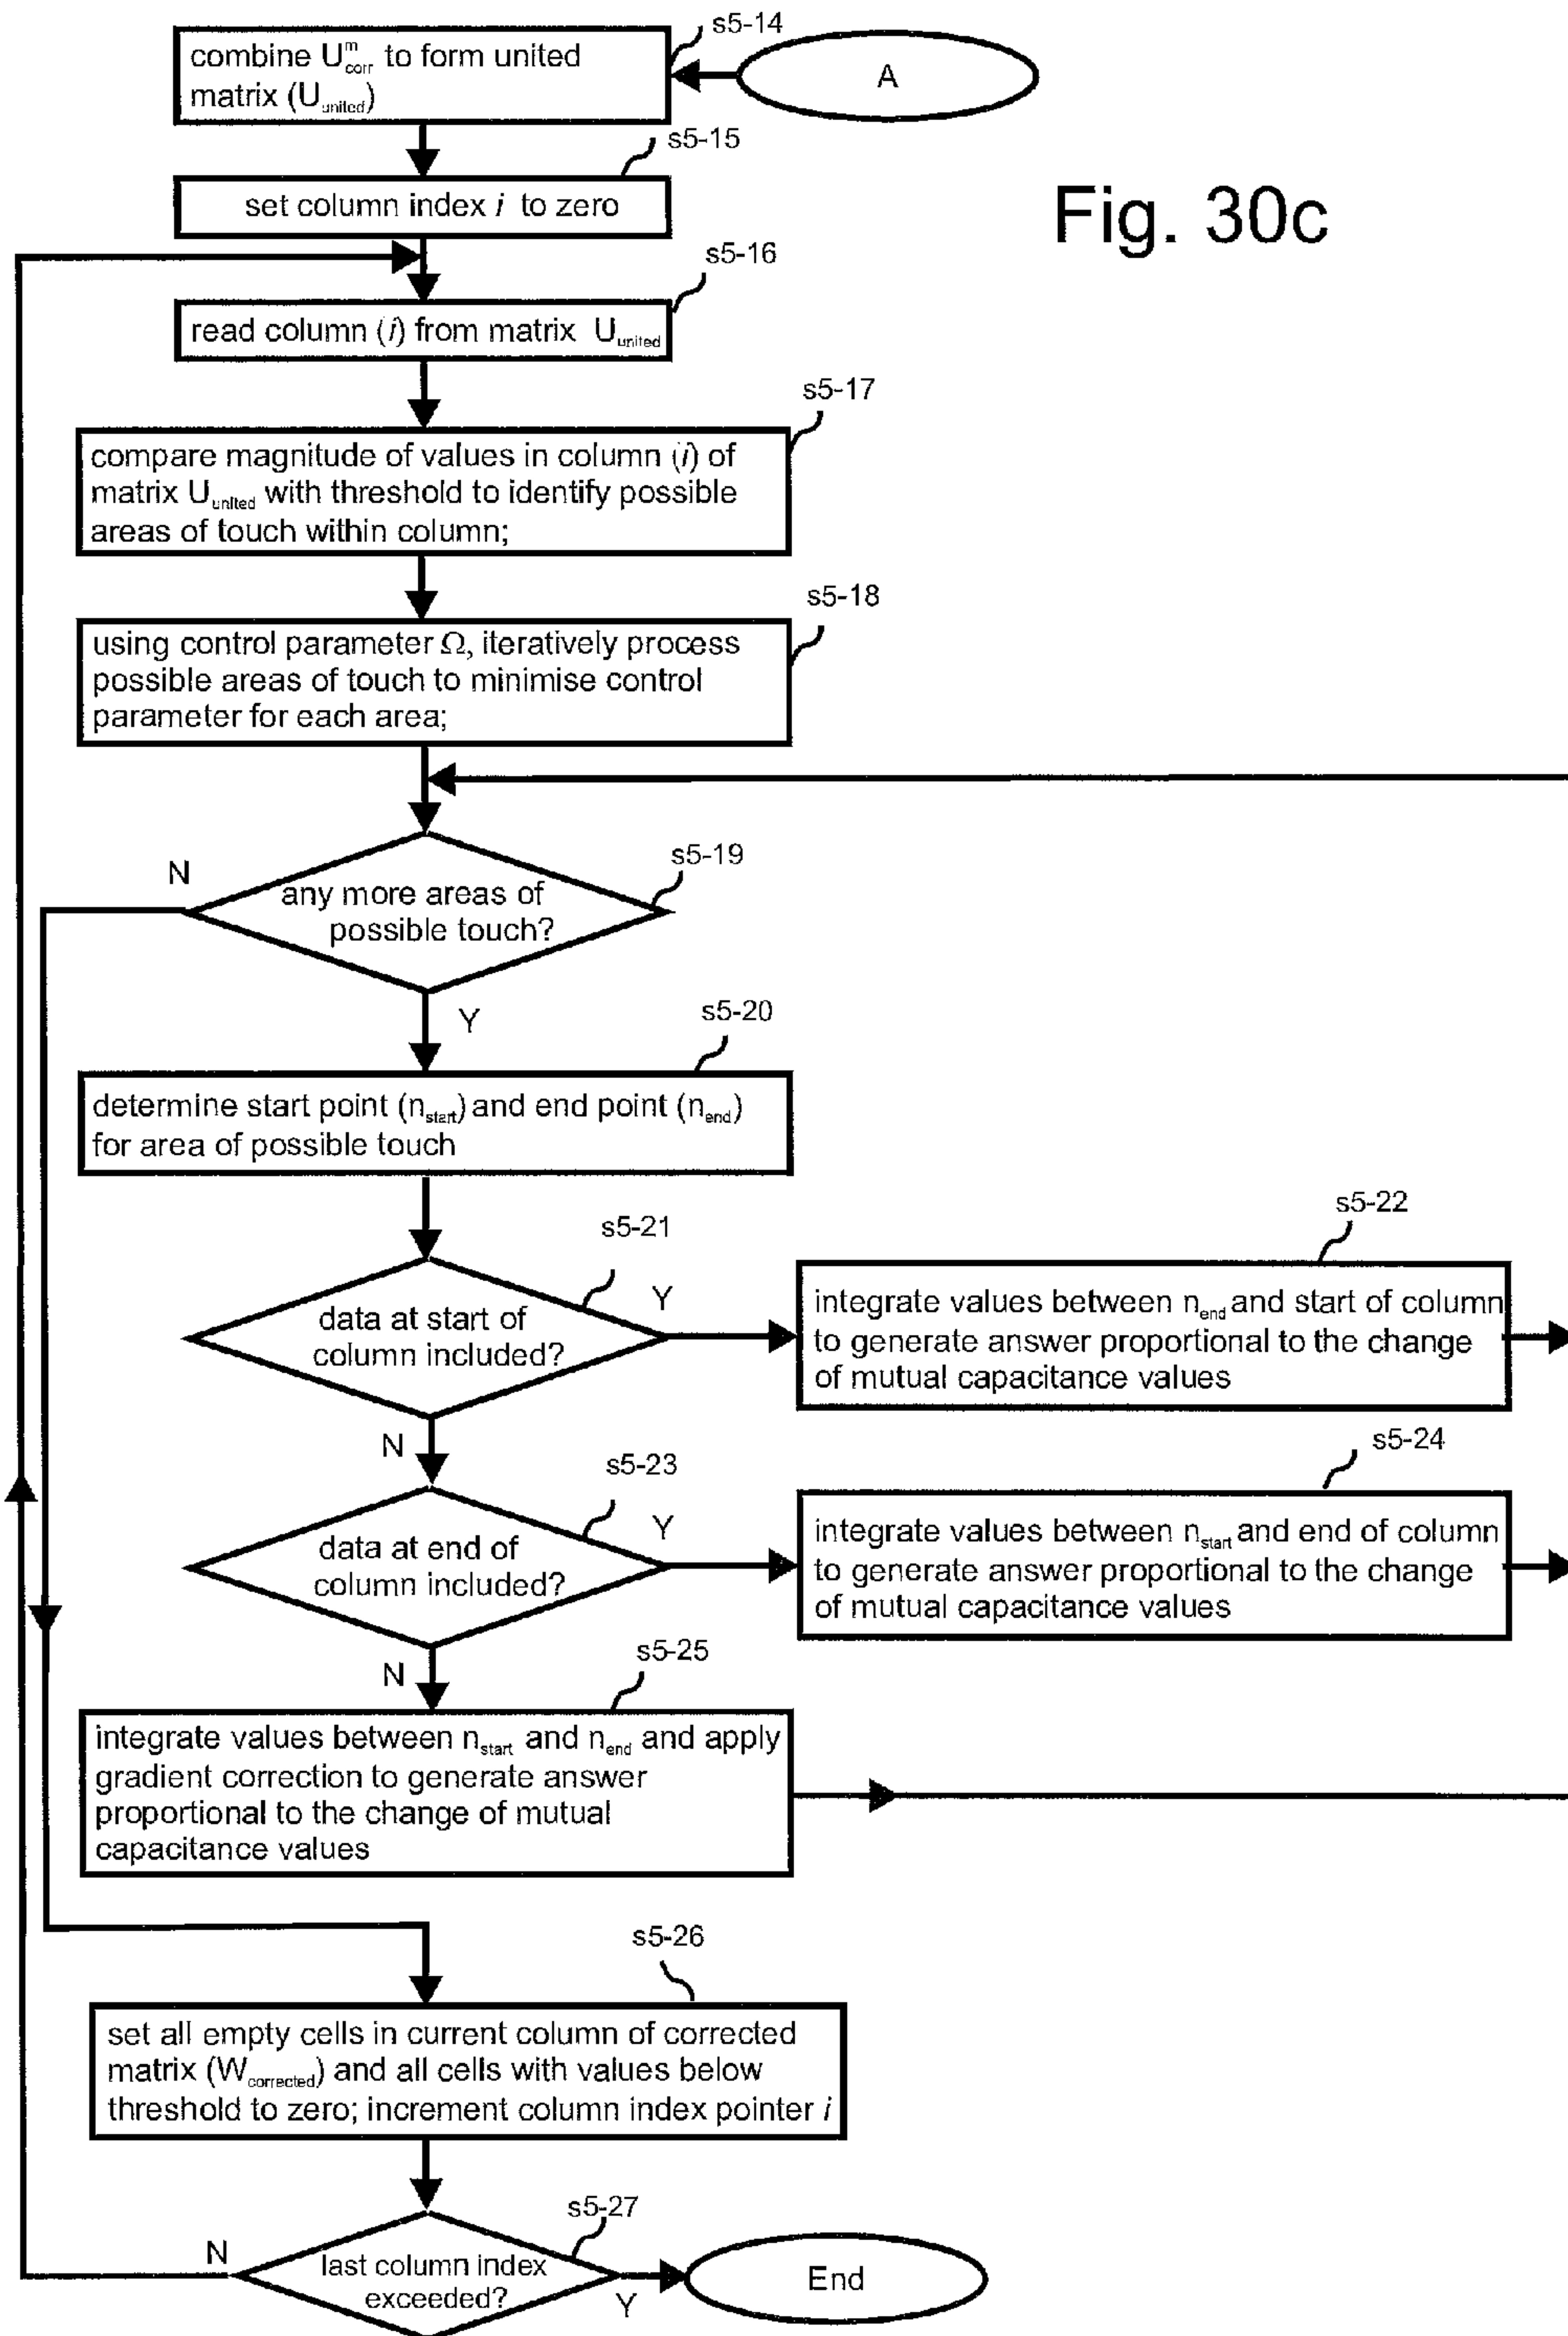 s5-14
combine U^m_corr to form united
matrix (U_united)
A
s5-15
set column index i to zero
Fig. 30c
s5-16
read column (i) from matrix U_united
s5-17
compare magnitude of values in column (i) of
matrix U_united with threshold to identify possible
areas of touch within column;
s5-18
using control parameter Ω, iteratively process
possible areas of touch to minimise control
parameter for each area;
N
s5-19
any more areas of
possible touch?
Y
s5-20
determine start point (n_start) and end point (n_end)
for area of possible touch
s5-21
data at start of
column included?
Y
s5-22
integrate values between n_end and start of column
to generate answer proportional to the change
of mutual capacitance values
N
s5-23
data at end of
column included?
Y
s5-24
integrate values between n_start and end of column
to generate answer proportional to the change
of mutual capacitance values
N
s5-25
integrate values between n_start and n_end and apply
gradient correction to generate answer
proportional to the change of mutual
capacitance values
s5-26
set all empty cells in current column of corrected
matrix (W_corrected) and all cells with values below
threshold to zero; increment column index pointer i
N
s5-27
last column index
exceeded?
Y
End